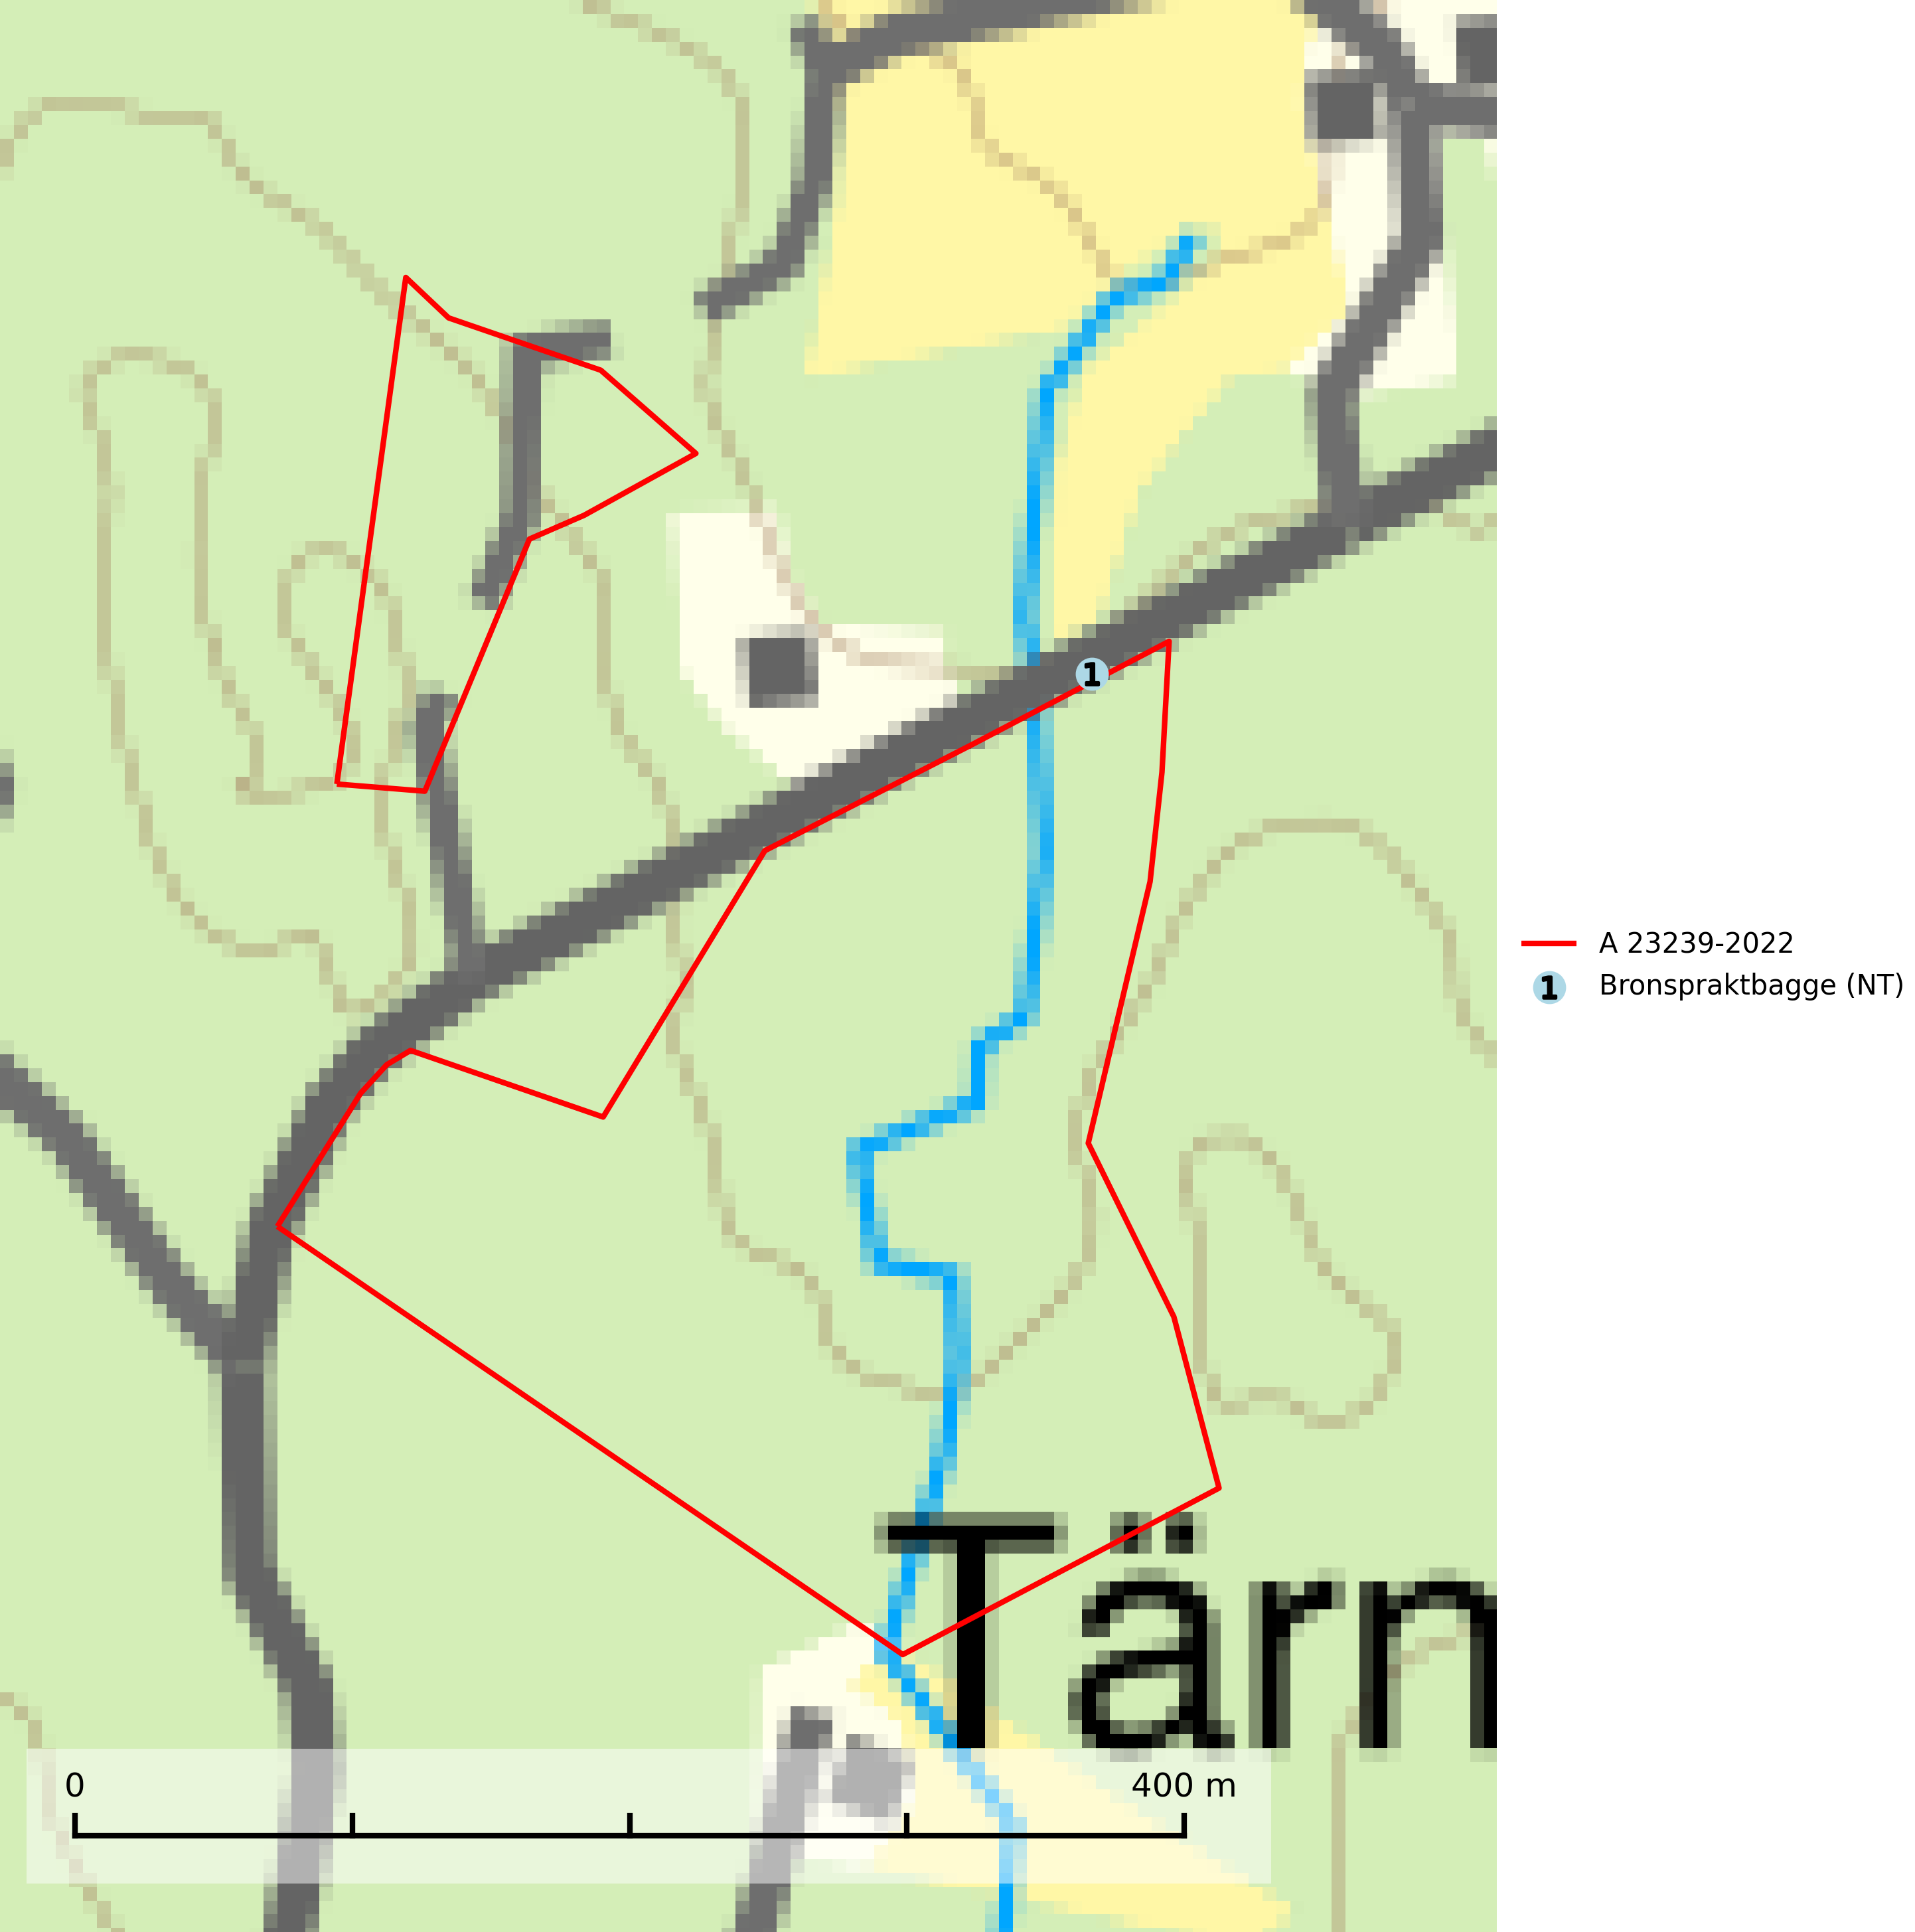 1
A 23239-2022
1 Bronspraktbagge (NT)
Tärn
0 400 m